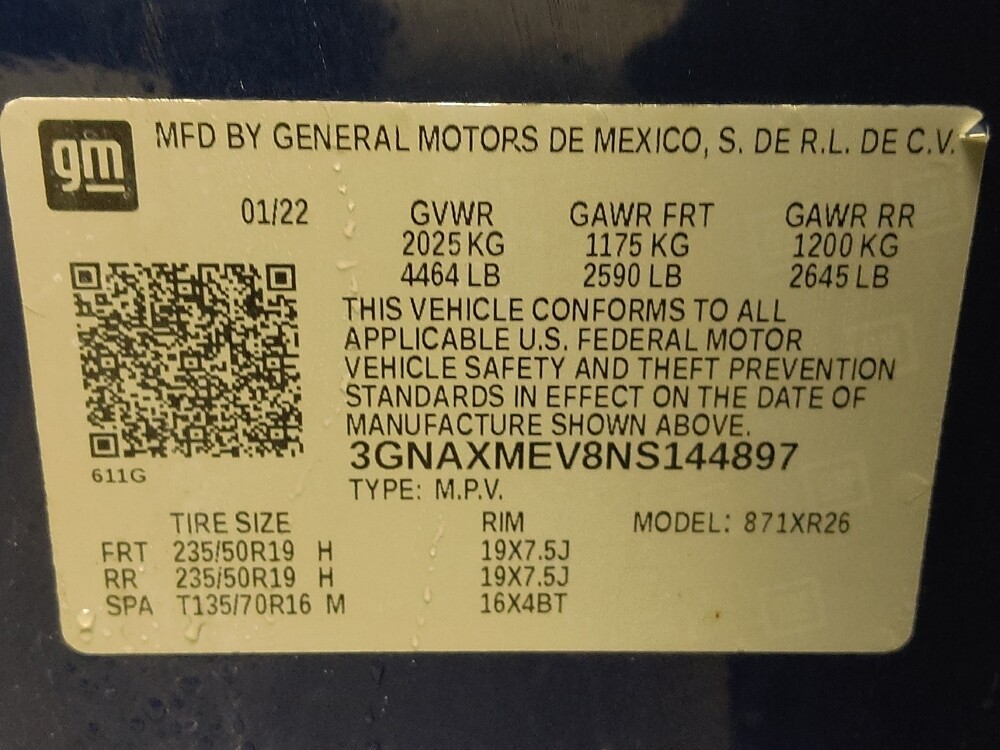 gm
MFD BY GENERAL MOTORS DE MEXICO, S. DE R.L. DE C.V.
01/22 GVWR GAWR FRT GAWR RR
2025 KG 1175 KG 1200 KG
4464 LB 2590 LB 2645 LB
THIS VEHICLE CONFORMS TO ALL
APPLICABLE U.S. FEDERAL MOTOR
VEHICLE SAFETY AND THEFT PREVENTION
STANDARDS IN EFFECT ON THE DATE OF
MANUFACTURE SHOWN ABOVE.
3GNAXMEV8NS144897
611G
TYPE: M.P.V.
TIRE SIZE RIM MODEL: 871XR26
FRT 235/50R19 H 19X7.5J
RR 235/50R19 H 19X7.5J
SPA T135/70R16 M 16X4BT